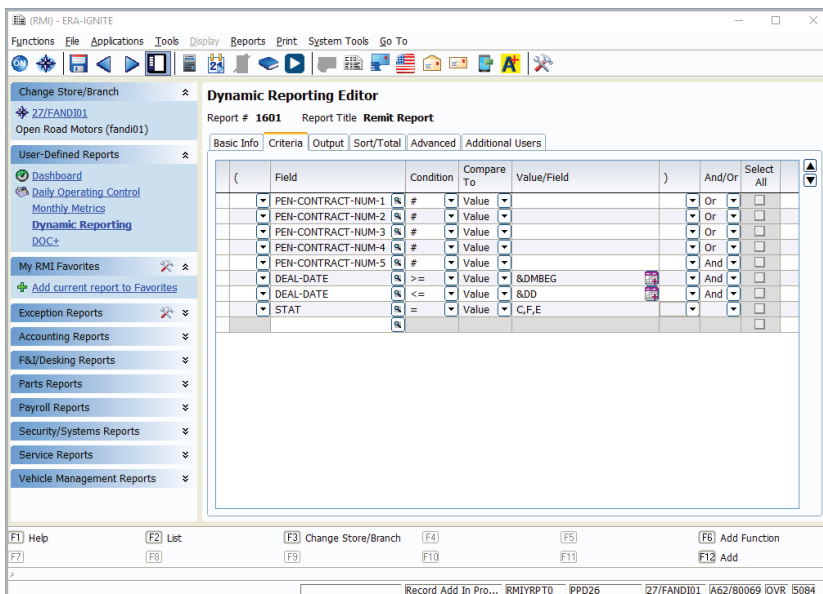 (RMI) - ERA-IGNITE
Functions File Applications Tools Display Reports Print System Tools Go To
Change Store/Branch
27/FANDI01
Open Road Motors (fandi01)
User-Defined Reports
Dashboard
Daily Operating Control
Monthly Metrics
Dynamic Reporting
DOC+
My RMI Favorites
Add current report to Favorites
Exception Reports
Accounting Reports
F&I/Desking Reports
Parts Reports
Payroll Reports
Security/Systems Reports
Service Reports
Vehicle Management Reports
Dynamic Reporting Editor
Report # 1601 Report Title Remit Report
Basic Info Criteria Output Sort/Total Advanced Additional Users
( Field Condition Compare To Value/Field ) And/Or Select All
PEN-CONTRACT-NUM-1 # Value Or
PEN-CONTRACT-NUM-2 # Value Or
PEN-CONTRACT-NUM-3 # Value Or
PEN-CONTRACT-NUM-4 # Value Or
PEN-CONTRACT-NUM-5 # Value And
DEAL-DATE >= Value &DMBEG And
DEAL-DATE <= Value &DD And
STAT = Value C,F,E
F1 Help F2 List F3 Change Store/Branch F4 F5 F6 Add Function
F7 F8 F9 F10 F11 F12 Add
>
Record Add In Pro... RMIYRPT0 PPD26 27/FANDI01 A62/80069 OVR 5084